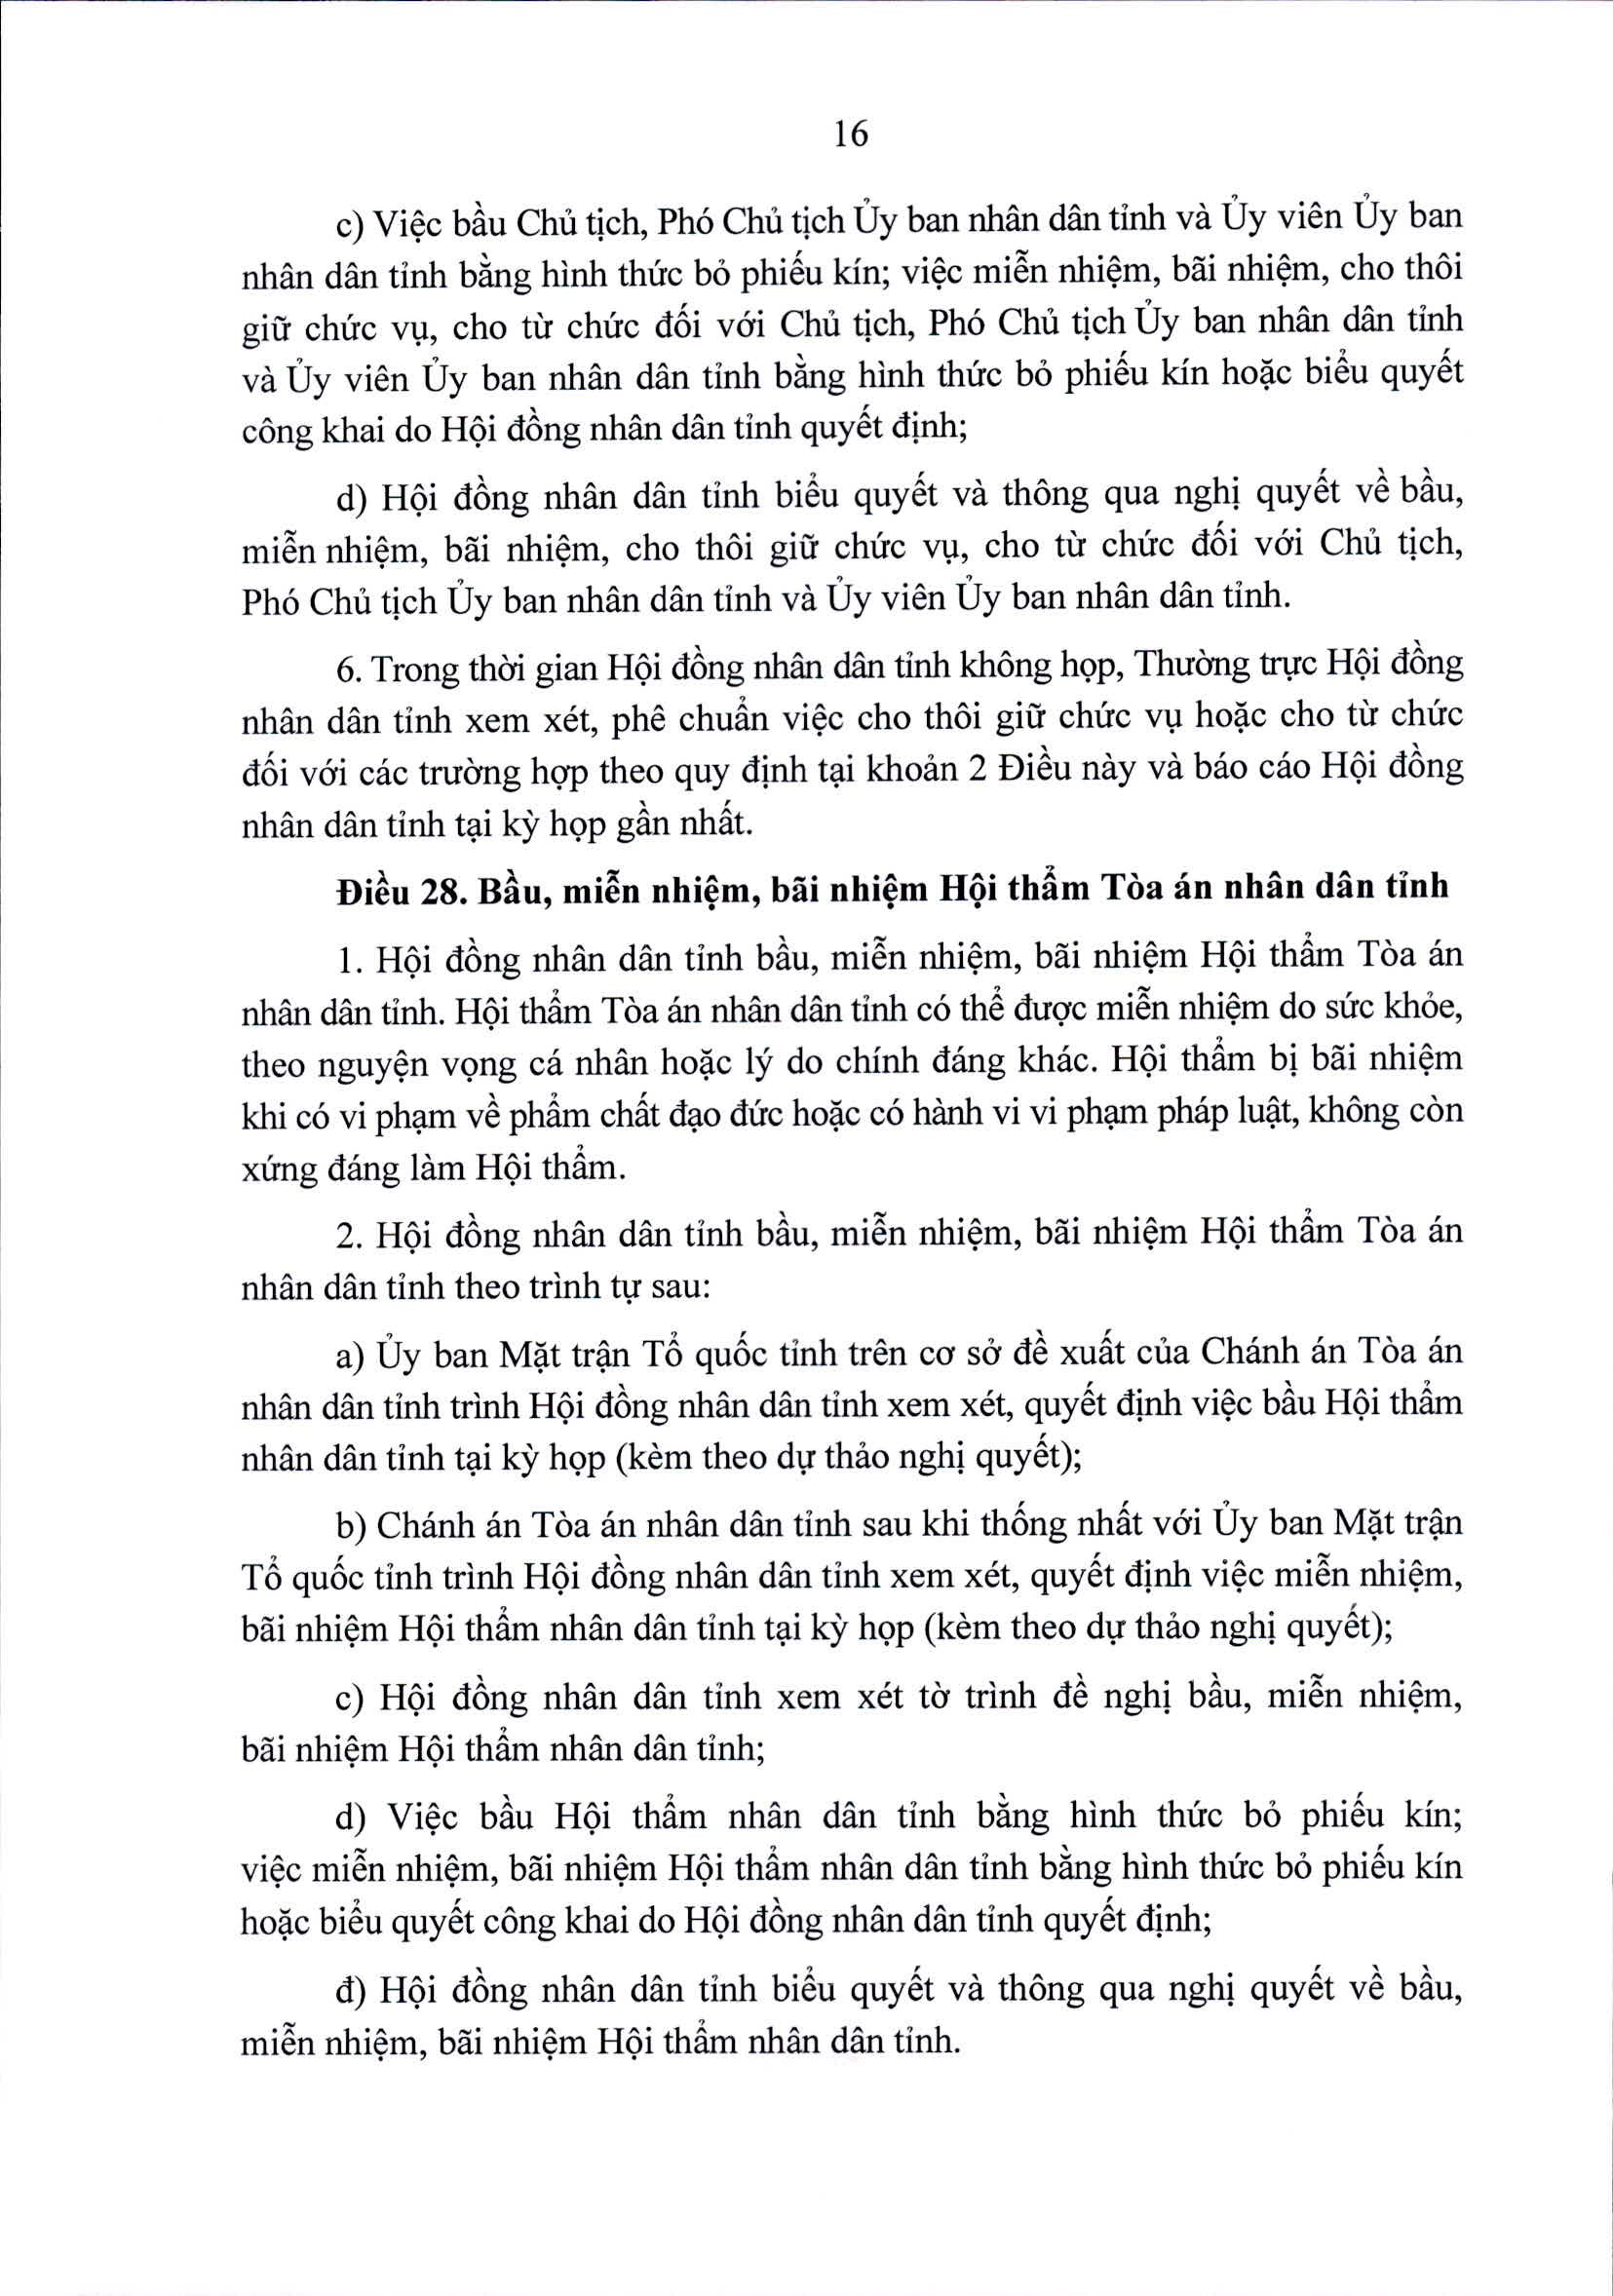 16
c) Việc bầu Chủ tịch, Phó Chủ tịch Ủy ban nhân dân tỉnh và Ủy viên Ủy ban
nhân dân tỉnh bằng hình thức bỏ phiếu kín; việc miễn nhiệm, bãi nhiệm, cho thôi
giữ chức vụ, cho từ chức đối với Chủ tịch, Phó Chủ tịch Ủy ban nhân dân tỉnh
và Ủy viên Ủy ban nhân dân tỉnh bằng hình thức bỏ phiếu kín hoặc biểu quyết
công khai do Hội đồng nhân dân tỉnh quyết định;
d) Hội đồng nhân dân tỉnh biểu quyết và thông qua nghị quyết về bầu,
miễn nhiệm, bãi nhiệm, cho thôi giữ chức vụ, cho từ chức đối với Chủ tịch,
Phó Chủ tịch Ủy ban nhân dân tỉnh và Ủy viên Ủy ban nhân dân tỉnh.
6. Trong thời gian Hội đồng nhân dân tỉnh không họp, Thường trực Hội đồng
nhân dân tỉnh xem xét, phê chuẩn việc cho thôi giữ chức vụ hoặc cho từ chức
đối với các trường hợp theo quy định tại khoản 2 Điều này và báo cáo Hội đồng
nhân dân tỉnh tại kỳ họp gần nhất.
Điều 28. Bầu, miễn nhiệm, bãi nhiệm Hội thẩm Tòa án nhân dân tỉnh
1. Hội đồng nhân dân tỉnh bầu, miễn nhiệm, bãi nhiệm Hội thẩm Tòa án
nhân dân tỉnh. Hội thẩm Tòa án nhân dân tỉnh có thể được miễn nhiệm do sức khỏe,
theo nguyện vọng cá nhân hoặc lý do chính đáng khác. Hội thẩm bị bãi nhiệm
khi có vi phạm về phẩm chất đạo đức hoặc có hành vi vi phạm pháp luật, không còn
xứng đáng làm Hội thẩm.
2. Hội đồng nhân dân tỉnh bầu, miễn nhiệm, bãi nhiệm Hội thẩm Tòa án
nhân dân tỉnh theo trình tự sau:
a) Ủy ban Mặt trận Tổ quốc tỉnh trên cơ sở đề xuất của Chánh án Tòa án
nhân dân tỉnh trình Hội đồng nhân dân tỉnh xem xét, quyết định việc bầu Hội thẩm
nhân dân tỉnh tại kỳ họp (kèm theo dự thảo nghị quyết);
b) Chánh án Tòa án nhân dân tỉnh sau khi thống nhất với Ủy ban Mặt trận
Tổ quốc tỉnh trình Hội đồng nhân dân tỉnh xem xét, quyết định việc miễn nhiệm,
bãi nhiệm Hội thẩm nhân dân tỉnh tại kỳ họp (kèm theo dự thảo nghị quyết);
c) Hội đồng nhân dân tỉnh xem xét tờ trình đề nghị bầu, miễn nhiệm,
bãi nhiệm Hội thẩm nhân dân tỉnh;
d) Việc bầu Hội thẩm nhân dân tỉnh bằng hình thức bỏ phiếu kín;
việc miễn nhiệm, bãi nhiệm Hội thẩm nhân dân tỉnh bằng hình thức bỏ phiếu kín
hoặc biểu quyết công khai do Hội đồng nhân dân tỉnh quyết định;
đ) Hội đồng nhân dân tỉnh biểu quyết và thông qua nghị quyết về bầu,
miễn nhiệm, bãi nhiệm Hội thẩm nhân dân tỉnh.